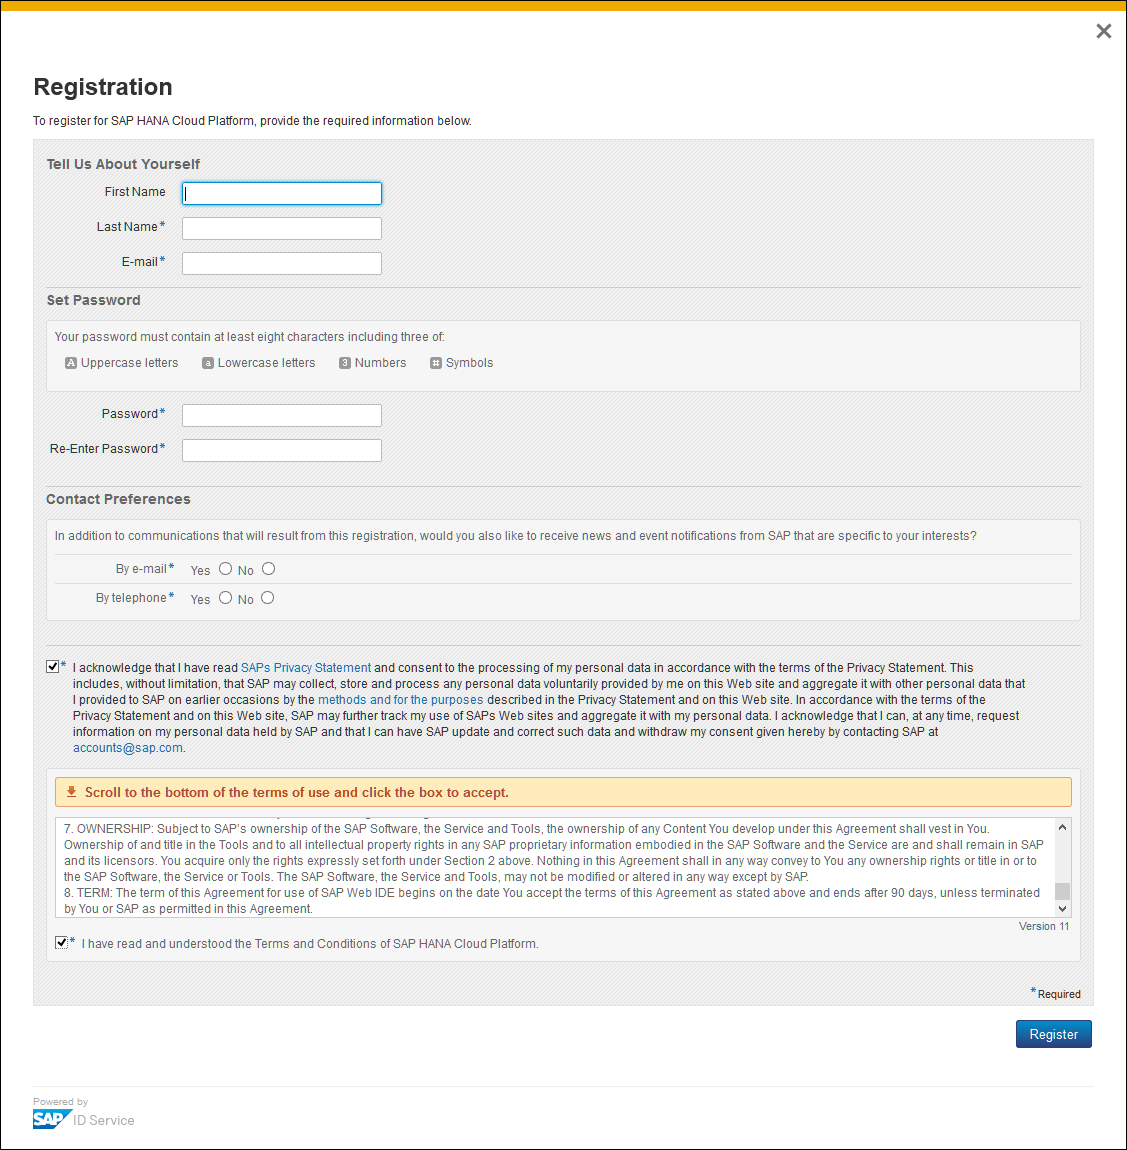 Registration
To register for SAP HANA Cloud Platform, provide the required information below.
Tell Us About Yourself
First Name
Last Name*
E-mail*
Set Password
Your password must contain at least eight characters including three of:
A Uppercase letters a Lowercase letters 3 Numbers # Symbols
Password*
Re-Enter Password*
Contact Preferences
In addition to communications that will result from this registration, would you also like to receive news and event notifications from SAP that are specific to your interests?
By e-mail* Yes No
By telephone* Yes No
* I acknowledge that I have read SAPs Privacy Statement and consent to the processing of my personal data in accordance with the terms of the Privacy Statement. This
includes, without limitation, that SAP may collect, store and process any personal data voluntarily provided by me on this Web site and aggregate it with other personal data that
I provided to SAP on earlier occasions by the methods and for the purposes described in the Privacy Statement and on this Web site. In accordance with the terms of the
Privacy Statement and on this Web site, SAP may further track my use of SAPs Web sites and aggregate it with my personal data. I acknowledge that I can, at any time, request
information on my personal data held by SAP and that I can have SAP update and correct such data and withdraw my consent given hereby by contacting SAP at
accounts@sap.com.
Scroll to the bottom of the terms of use and click the box to accept.
7. OWNERSHIP: Subject to SAP's ownership of the SAP Software, the Service and Tools, the ownership of any Content You develop under this Agreement shall vest in You.
Ownership of and title in the Tools and to all intellectual property rights in any SAP proprietary information embodied in the SAP Software and the Service are and shall remain in SAP
and its licensors. You acquire only the rights expressly set forth under Section 2 above. Nothing in this Agreement shall in any way convey to You any ownership rights or title in or to
the SAP Software, the Service or Tools. The SAP Software, the Service and Tools, may not be modified or altered in any way except by SAP.
8. TERM: The term of this Agreement for use of SAP Web IDE begins on the date You accept the terms of this Agreement as stated above and ends after 90 days, unless terminated
by You or SAP as permitted in this Agreement.
Version 11
* I have read and understood the Terms and Conditions of SAP HANA Cloud Platform.
*Required
Register
Powered by
SAP ID Service